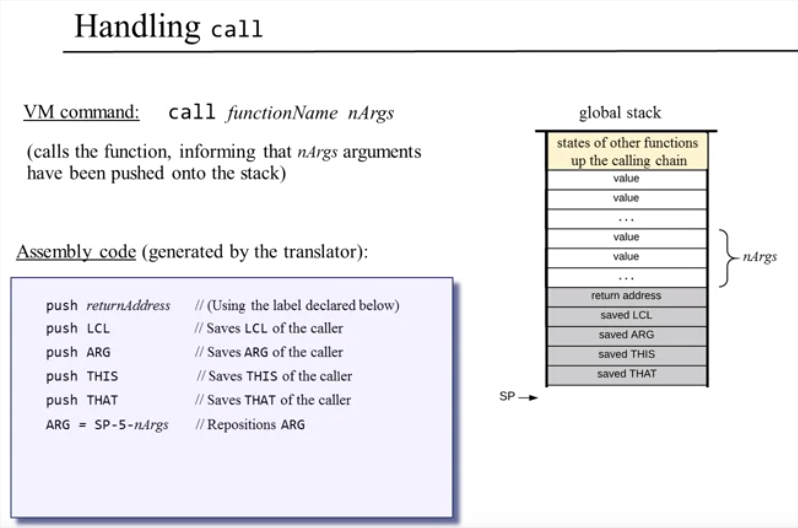 Handling call
VM command: call functionName nArgs
(calls the function, informing that nArgs arguments
have been pushed onto the stack)
Assembly code (generated by the translator):
push returnAddress // (Using the label declared below)
push LCL // Saves LCL of the caller
push ARG // Saves ARG of the caller
push THIS // Saves THIS of the caller
push THAT // Saves THAT of the caller
ARG = SP-5-nArgs // Repositions ARG
global stack
states of other functions
up the calling chain
value
value
...
value
value
...
nArgs
return address
saved LCL
saved ARG
saved THIS
saved THAT
SP